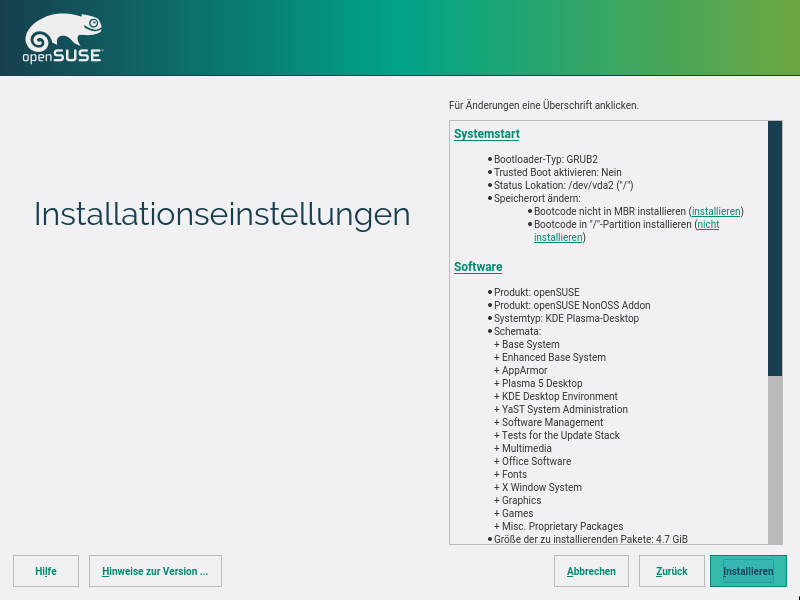 openSUSE
Für Änderungen eine Überschrift anklicken.
Installationseinstellungen
Systemstart
Bootloader-Typ: GRUB2
Trusted Boot aktivieren: Nein
Status Lokation: /dev/vda2 ("/")
Speicherort ändern:
Bootcode nicht in MBR installieren (installieren)
Bootcode in "/"-Partition installieren (nicht
installieren)
Software
Produkt: openSUSE
Produkt: openSUSE NonOSS Addon
Systemtyp: KDE Plasma-Desktop
Schemata:
+ Base System
+ Enhanced Base System
+ AppArmor
+ Plasma 5 Desktop
+ KDE Desktop Environment
+ YaST System Administration
+ Software Management
+ Tests for the Update Stack
+ Multimedia
+ Office Software
+ Fonts
+ X Window System
+ Graphics
+ Games
+ Misc. Proprietary Packages
Größe der zu installierenden Pakete: 4.7 GiB
Hilfe
Hinweise zur Version ...
Abbrechen
Zurück
Installieren